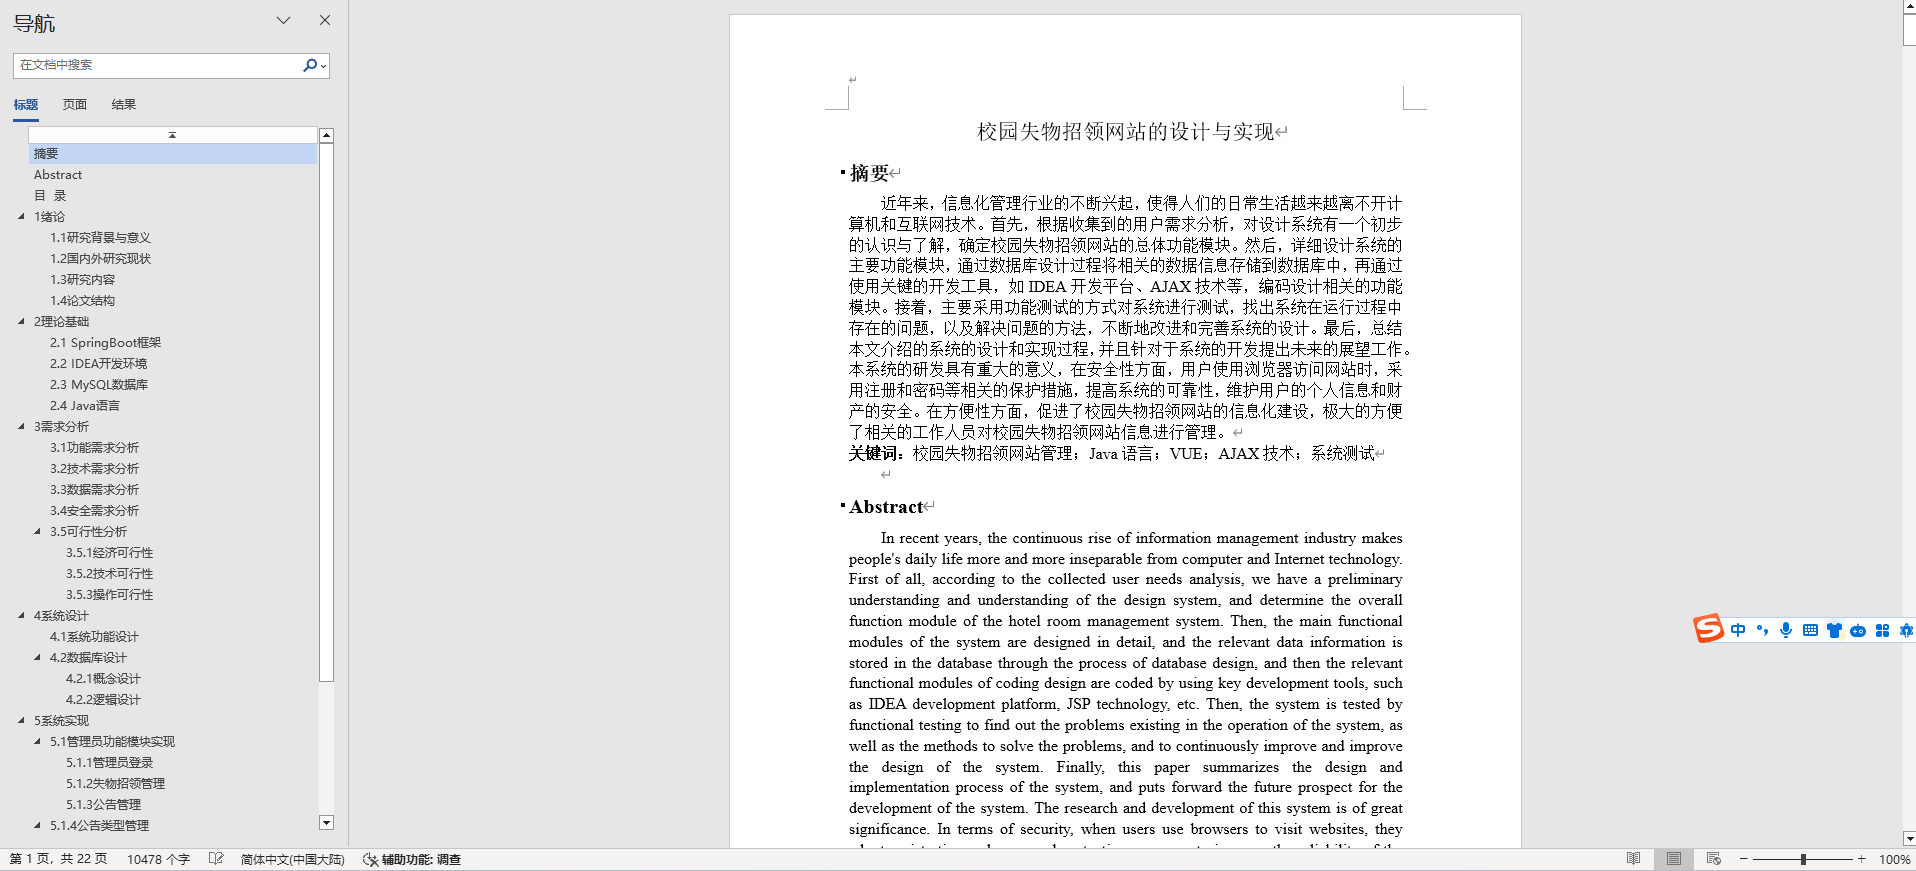 导航
在文档中搜索
标题 页面 结果
摘要
Abstract
目 录
1绪论
1.1研究背景与意义
1.2国内外研究现状
1.3研究内容
1.4论文结构
2理论基础
2.1 SpringBoot框架
2.2 IDEA开发环境
2.3 MySQL数据库
2.4 Java语言
3需求分析
3.1功能需求分析
3.2技术需求分析
3.3数据需求分析
3.4安全需求分析
3.5可行性分析
3.5.1经济可行性
3.5.2技术可行性
3.5.3操作可行性
4系统设计
4.1系统功能设计
4.2数据库设计
4.2.1概念设计
4.2.2逻辑设计
5系统实现
5.1管理员功能模块实现
5.1.1管理员登录
5.1.2失物招领管理
5.1.3公告管理
5.1.4公告类型管理
校园失物招领网站的设计与实现
摘要
近年来，信息化管理行业的不断兴起，使得人们的日常生活越来越离不开计
算机和互联网技术。首先，根据收集到的用户需求分析，对设计系统有一个初步
的认识与了解，确定校园失物招领网站的总体功能模块。然后，详细设计系统的
主要功能模块，通过数据库设计过程将相关的数据信息存储到数据库中，再通过
使用关键的开发工具，如 IDEA 开发平台、AJAX 技术等，编码设计相关的功能
模块。接着，主要采用功能测试的方式对系统进行测试，找出系统在运行过程中
存在的问题，以及解决问题的方法，不断地改进和完善系统的设计。最后，总结
本文介绍的系统的设计和实现过程，并且针对于系统的开发提出未来的展望工作。
本系统的研发具有重大的意义，在安全性方面，用户使用浏览器访问网站时，采
用注册和密码等相关的保护措施，提高系统的可靠性，维护用户的个人信息和财
产的安全。在方便性方面，促进了校园失物招领网站的信息化建设，极大的方便
了相关的工作人员对校园失物招领网站信息进行管理。
关键词：校园失物招领网站管理；Java 语言；VUE；AJAX 技术；系统测试
Abstract
In recent years, the continuous rise of information management industry makes
people's daily life more and more inseparable from computer and Internet technology.
First of all, according to the collected user needs analysis, we have a preliminary
understanding and understanding of the design system, and determine the overall
function module of the hotel room management system. Then, the main functional
modules of the system are designed in detail, and the relevant data information is
stored in the database through the process of database design, and then the relevant
functional modules of coding design are coded by using key development tools, such
as IDEA development platform, JSP technology, etc. Then, the system is tested by
functional testing to find out the problems existing in the operation of the system, as
well as the methods to solve the problems, and to continuously improve and improve
the design of the system. Finally, this paper summarizes the design and
implementation process of the system, and puts forward the future prospect for the
development of the system. The research and development of this system is of great
significance. In terms of security, when users use browsers to visit websites, they
中
第 1 页，共 22 页 10478 个字 简体中文(中国大陆) 辅助功能: 调查 100%